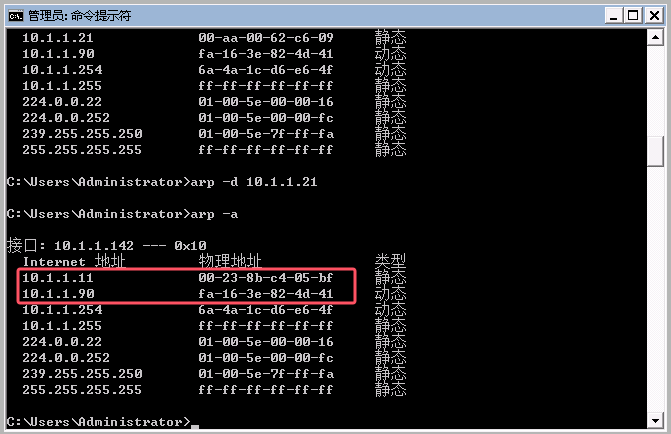 管理员: 命令提示符
10.1.1.21 00-aa-00-62-c6-09 静态
10.1.1.90 fa-16-3e-82-4d-41 动态
10.1.1.254 6a-4a-1c-d6-e6-4f 动态
10.1.1.255 ff-ff-ff-ff-ff-ff 静态
224.0.0.22 01-00-5e-00-00-16 静态
224.0.0.252 01-00-5e-00-00-fc 静态
239.255.255.250 01-00-5e-7f-ff-fa 静态
255.255.255.255 ff-ff-ff-ff-ff-ff 静态
C:\Users\Administrator>arp -d 10.1.1.21
C:\Users\Administrator>arp -a
接口: 10.1.1.142 --- 0x10
Internet 地址 物理地址 类型
10.1.1.11 00-23-8b-c4-05-bf 静态
10.1.1.90 fa-16-3e-82-4d-41 动态
10.1.1.254 6a-4a-1c-d6-e6-4f 动态
10.1.1.255 ff-ff-ff-ff-ff-ff 静态
224.0.0.22 01-00-5e-00-00-16 静态
224.0.0.252 01-00-5e-00-00-fc 静态
239.255.255.250 01-00-5e-7f-ff-fa 静态
255.255.255.255 ff-ff-ff-ff-ff-ff 静态
C:\Users\Administrator>_